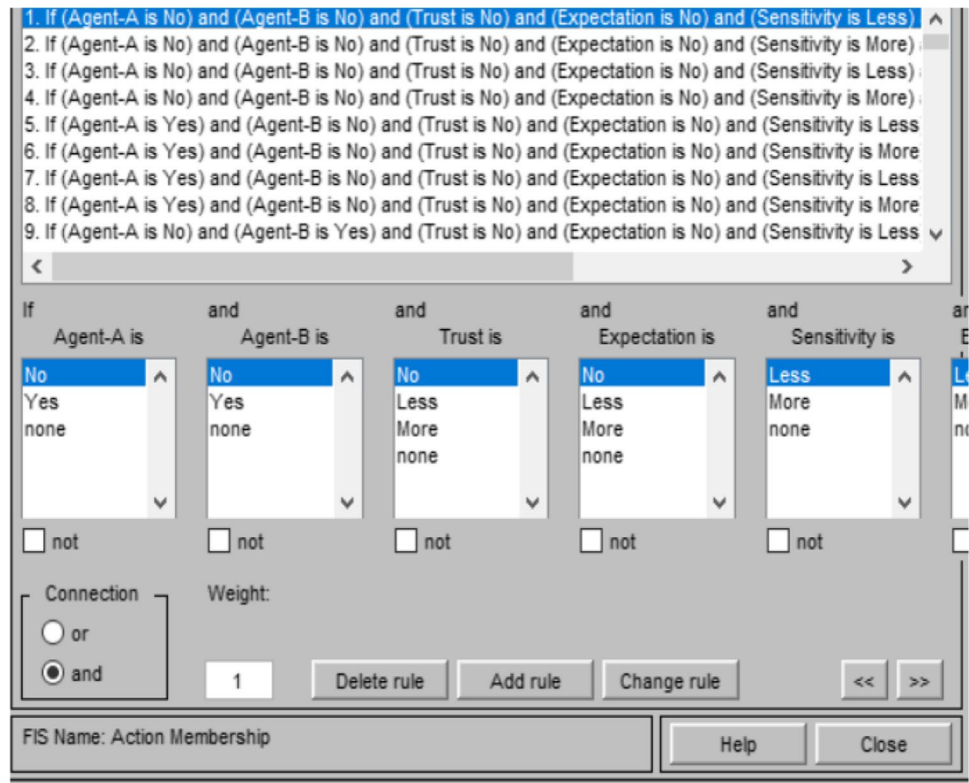 1. If (Agent-A is No) and (Agent-B is No) and (Trust is No) and (Expectation is No) and (Sensitivity is Less)
2. If (Agent-A is No) and (Agent-B is No) and (Trust is No) and (Expectation is No) and (Sensitivity is More)
3. If (Agent-A is No) and (Agent-B is No) and (Trust is No) and (Expectation is No) and (Sensitivity is Less)
4. If (Agent-A is No) and (Agent-B is No) and (Trust is No) and (Expectation is No) and (Sensitivity is More)
5. If (Agent-A is Yes) and (Agent-B is No) and (Trust is No) and (Expectation is No) and (Sensitivity is Less
6. If (Agent-A is Yes) and (Agent-B is No) and (Trust is No) and (Expectation is No) and (Sensitivity is More
7. If (Agent-A is Yes) and (Agent-B is No) and (Trust is No) and (Expectation is No) and (Sensitivity is Less
8. If (Agent-A is Yes) and (Agent-B is No) and (Trust is No) and (Expectation is No) and (Sensitivity is More
9. If (Agent-A is No) and (Agent-B is Yes) and (Trust is No) and (Expectation is No) and (Sensitivity is Less
If and and and and
Agent-A is Agent-B is Trust is Expectation is Sensitivity is
No No No No Less
Yes Yes Less Less More
none none More More none
none none
not not not not not
Connection Weight:
or
and 1 Delete rule Add rule Change rule << >>
FIS Name: Action Membership Help Close